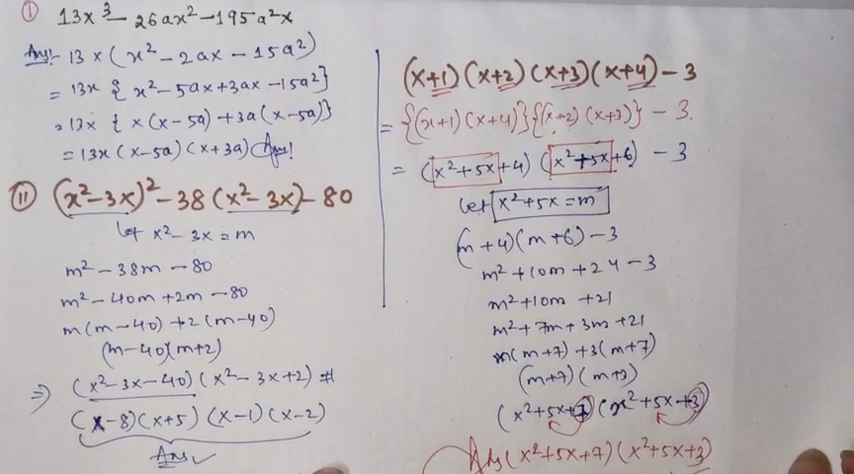 ① 13x³ - 26ax² - 195a²x
Ans:- 13x(x² - 2ax - 15a²)
= 13x {x² - 5ax + 3ax - 15a²}
= 13x {x(x - 5a) + 3a(x - 5a)}
= 13x (x - 5a) (x + 3a) Ans!
⑪ (x² - 3x)² - 38(x² - 3x) - 80
let x² - 3x = m
m² - 38m - 80
m² - 40m + 2m - 80
m(m - 40) + 2(m - 40)
(m - 40)(m + 2)
⇒ (x² - 3x - 40)(x² - 3x + 2) #
(x - 8)(x + 5) (x - 1)(x - 2)
Ans
(x+1)(x+2)(x+3)(x+4) - 3
= {(x+1)(x+4)}{(x+2)(x+3)} - 3.
= (x² + 5x + 4) (x² + 5x + 6) - 3
let x² + 5x = m
(m + 4)(m + 6) - 3
m² + 10m + 24 - 3
m² + 10m + 21
m² + 7m + 3m + 21
m(m + 7) + 3(m + 7)
(m + 7)(m + 3)
(x² + 5x + 7)(x² + 5x + 3)
Ans (x² + 5x + 7)(x² + 5x + 3)